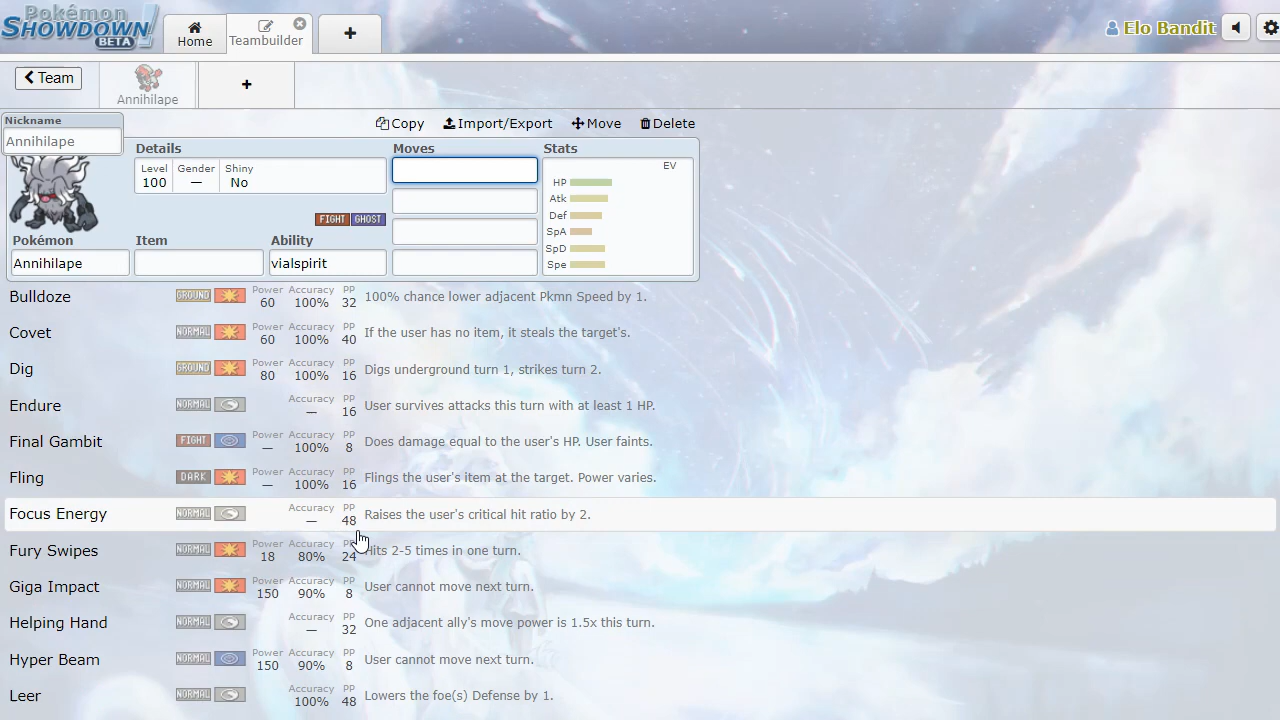 Pokémon
SHOWDOWN!
BETA
Home
Teambuilder
+
Elo Bandit
Team
Annihilape
+
Nickname
Annihilape
Copy Import/Export Move Delete
Details Moves Stats
Level Gender Shiny
100 — No
EV
HP
Atk
Def
SpA
SpD
Spe
FIGHT GHOST
Pokémon Item Ability
Annihilape vialspirit
Bulldoze GROUND Power 60 Accuracy 100% PP 32 100% chance lower adjacent Pkmn Speed by 1.
Covet NORMAL Power 60 Accuracy 100% PP 40 If the user has no item, it steals the target's.
Dig GROUND Power 80 Accuracy 100% PP 16 Digs underground turn 1, strikes turn 2.
Endure NORMAL Accuracy — PP 16 User survives attacks this turn with at least 1 HP.
Final Gambit FIGHT Power — Accuracy 100% PP 8 Does damage equal to the user's HP. User faints.
Fling DARK Power — Accuracy 100% PP 16 Flings the user's item at the target. Power varies.
Focus Energy NORMAL Accuracy — PP 48 Raises the user's critical hit ratio by 2.
Fury Swipes NORMAL Power 18 Accuracy 80% PP 24 Hits 2-5 times in one turn.
Giga Impact NORMAL Power 150 Accuracy 90% PP 8 User cannot move next turn.
Helping Hand NORMAL Accuracy — PP 32 One adjacent ally's move power is 1.5x this turn.
Hyper Beam NORMAL Power 150 Accuracy 90% PP 8 User cannot move next turn.
Leer NORMAL Accuracy 100% PP 48 Lowers the foe(s) Defense by 1.